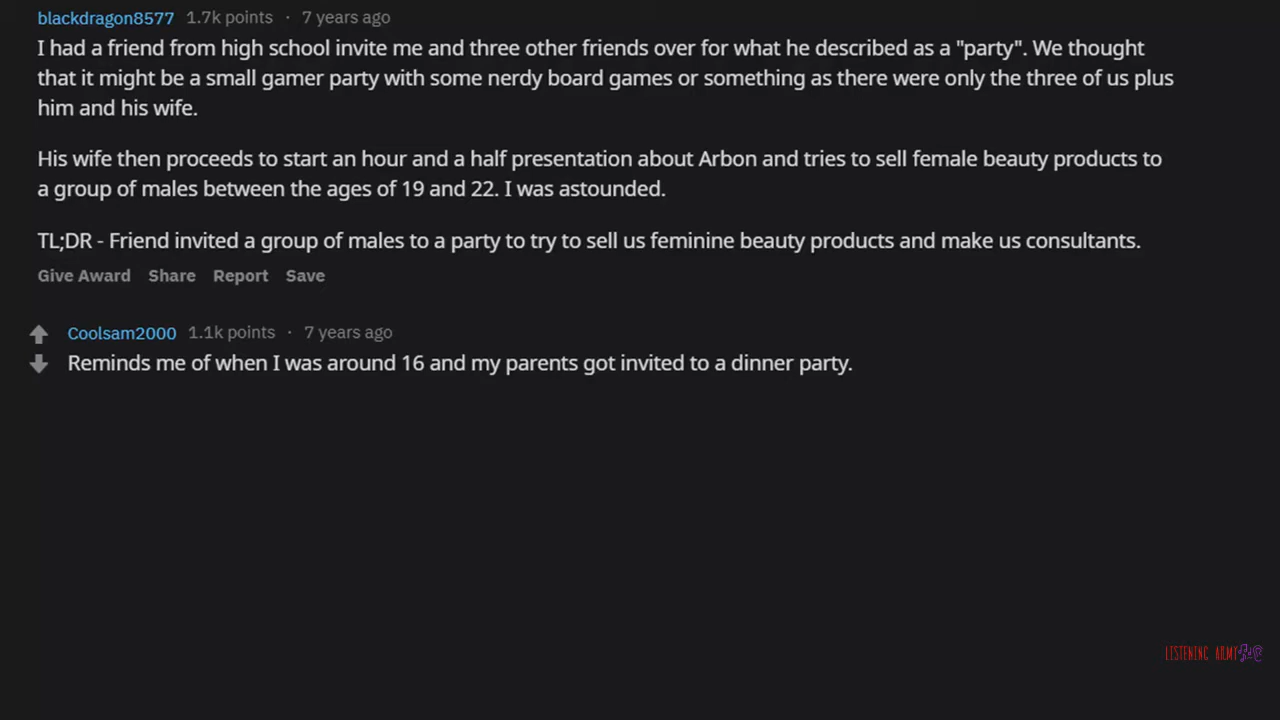 blackdragon8577 1.7k points · 7 years ago
I had a friend from high school invite me and three other friends over for what he described as a "party". We thought
that it might be a small gamer party with some nerdy board games or something as there were only the three of us plus
him and his wife.
His wife then proceeds to start an hour and a half presentation about Arbon and tries to sell female beauty products to
a group of males between the ages of 19 and 22. I was astounded.
TL;DR - Friend invited a group of males to a party to try to sell us feminine beauty products and make us consultants.
Give Award Share Report Save
Coolsam2000 1.1k points · 7 years ago
Reminds me of when I was around 16 and my parents got invited to a dinner party.
LISTENING ARMY